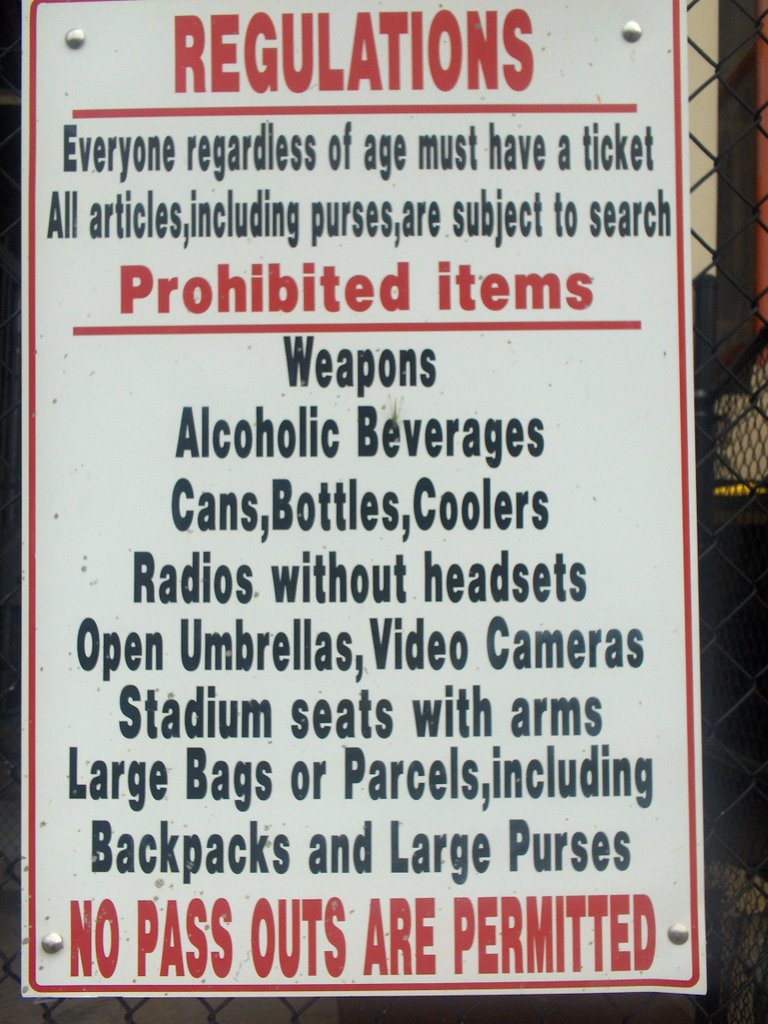 REGULATIONS
Everyone regardless of age must have a ticket
All articles,including purses,are subject to search
Prohibited items
Weapons
Alcoholic Beverages
Cans,Bottles,Coolers
Radios without headsets
Open Umbrellas,Video Cameras
Stadium seats with arms
Large Bags or Parcels,including
Backpacks and Large Purses
NO PASS OUTS ARE PERMITTED